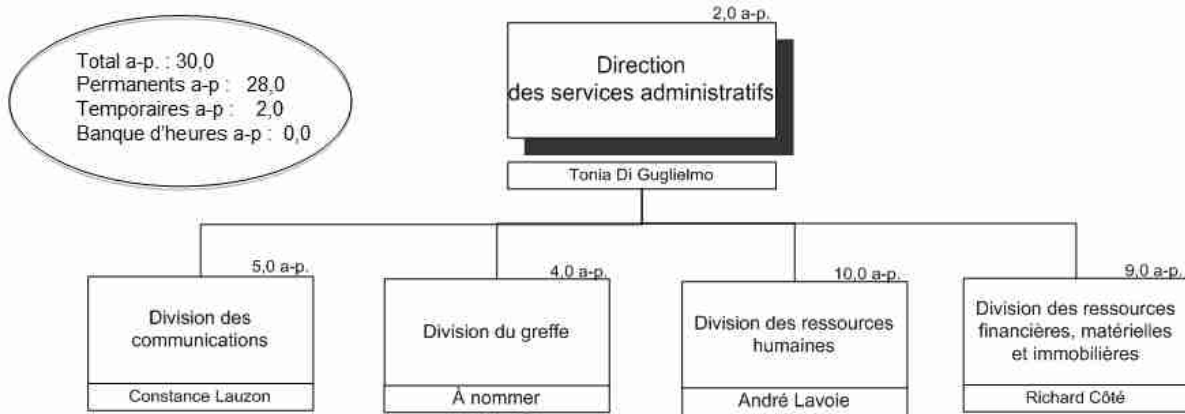 2,0 a-p.
Total a-p. : 30,0
Permanents a-p : 28,0
Temporaires a-p : 2,0
Banque d'heures a-p : 0,0
Direction
des services administratifs
Tonia Di Guglielmo
5,0 a-p.
Division des
communications
Constance Lauzon
4,0 a-p.
Division du greffe
À nommer
10,0 a-p.
Division des ressources
humaines
André Lavoie
9,0 a-p.
Division des ressources
financières, matérielles
et immobilières
Richard Côté